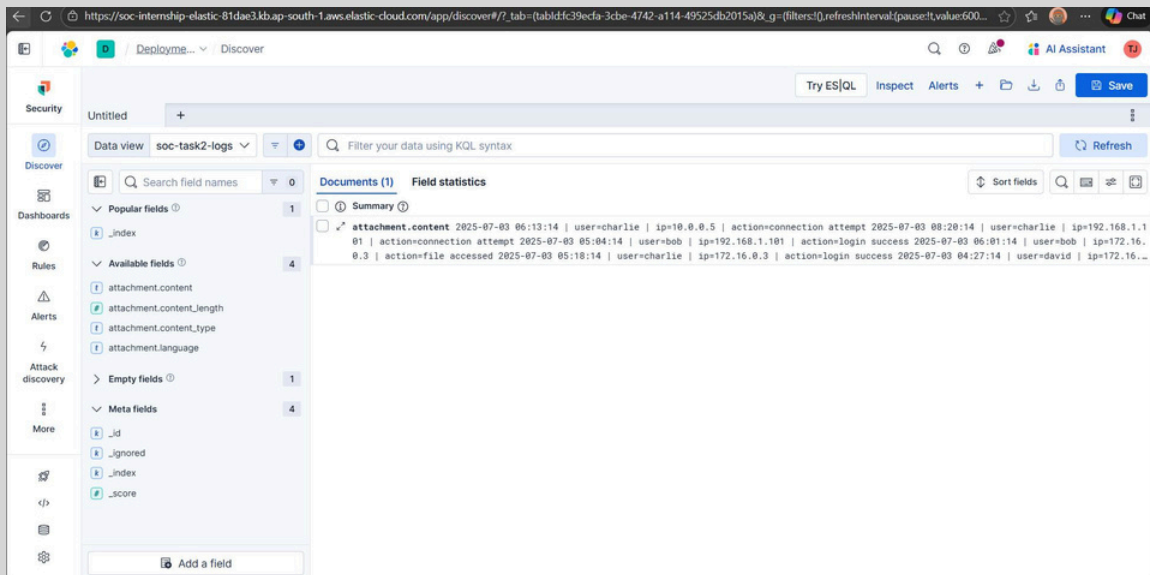 https://soc-internship-elastic-81dae3.kb.ap-south-1.aws.elastic-cloud.com/app/discover#/?_tab=(tabId:fc39ecfa-3cbe-4742-a114-49525db2015a)&_g=(filters:!(),refreshInterval:(pause:!t,value:600...
Chat
D Deployme... Discover
AI Assistant TJ
Security
Try ES|QL Inspect Alerts + Save
Untitled +
Discover
Data view soc-task2-logs Filter your data using KQL syntax Refresh
Search field names 0 Documents (1) Field statistics Sort fields
Dashboards
Popular fields 1 Summary
_index
attachment.content 2025-07-03 06:13:14 | user=charlie | ip=10.0.0.5 | action=connection attempt 2025-07-03 08:20:14 | user=charlie | ip=192.168.1.1
01 | action=connection attempt 2025-07-03 05:04:14 | user=bob | ip=192.168.1.101 | action=login success 2025-07-03 06:01:14 | user=bob | ip=172.16.
0.3 | action=file accessed 2025-07-03 05:18:14 | user=charlie | ip=172.16.0.3 | action=login success 2025-07-03 04:27:14 | user=david | ip=172.16.…
Rules
Available fields 4
attachment.content
Alerts
attachment.content_length
attachment.content_type
attachment.language
Attack
discovery
Empty fields 1
More
Meta fields 4
_id
_ignored
_index
_score
Add a field